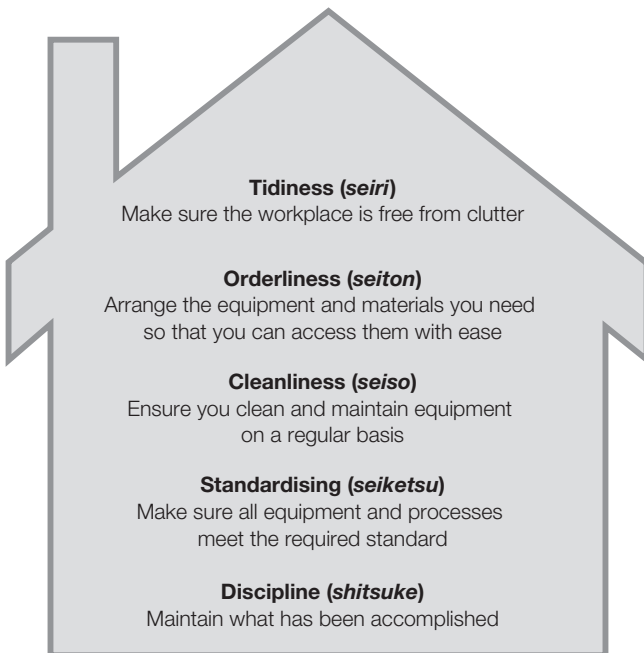 Tidiness (seiri)
Make sure the workplace is free from clutter
Orderliness (seiton)
Arrange the equipment and materials you need
so that you can access them with ease
Cleanliness (seiso)
Ensure you clean and maintain equipment
on a regular basis
Standardising (seiketsu)
Make sure all equipment and processes
meet the required standard
Discipline (shitsuke)
Maintain what has been accomplished